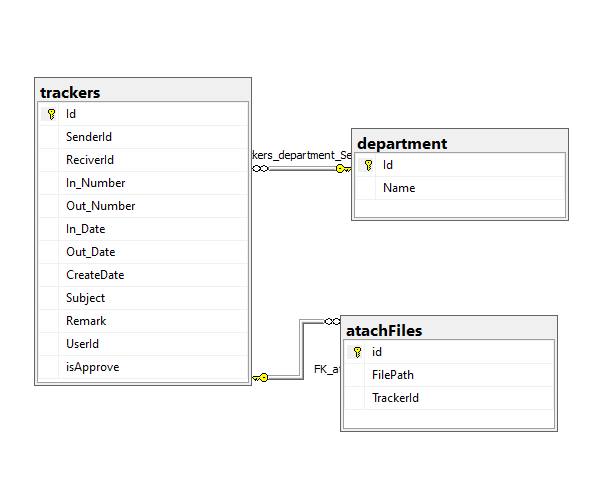 trackers
Id
SenderId
ReciverId
In_Number
Out_Number
In_Date
Out_Date
CreateDate
Subject
Remark
UserId
isApprove
kers_department_Se
department
Id
Name
FK_at
atachFiles
id
FilePath
TrackerId